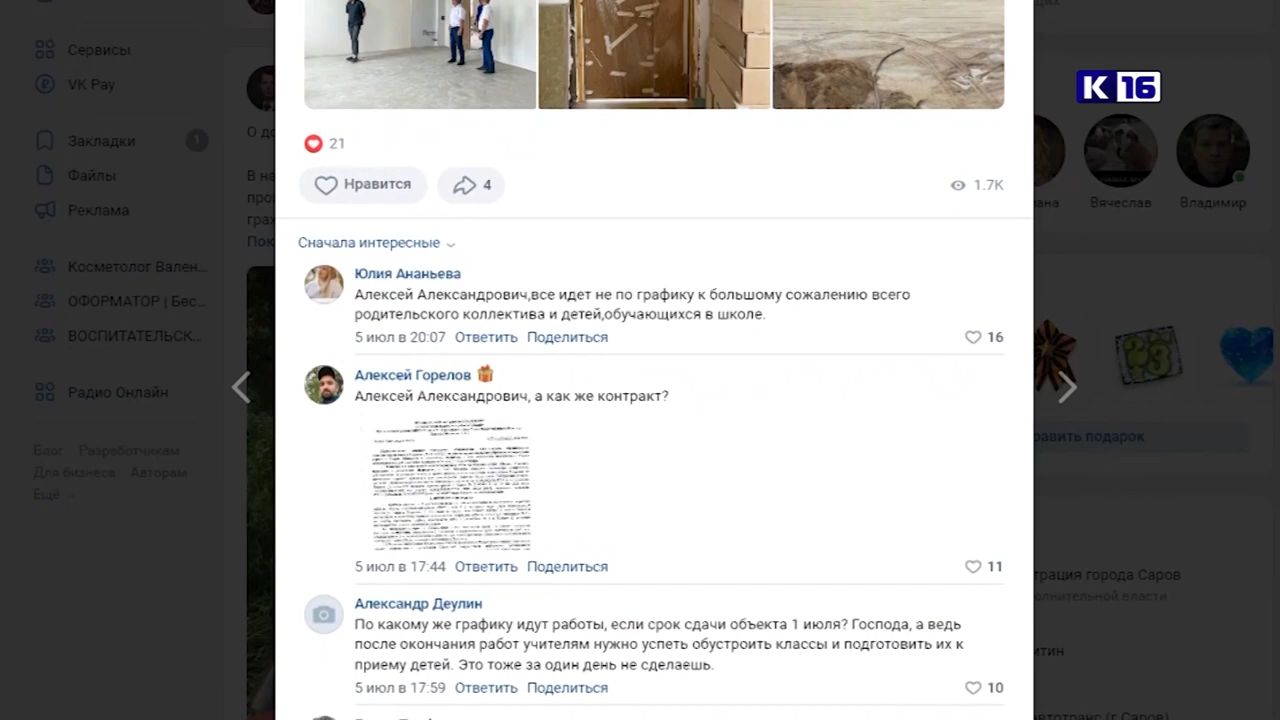 Сервисы
VK Pay
Закладки
1
Файлы
Реклама
Косметолог Вален...
ОФОРМАТОР | Бес...
ВОСПИТАТЕЛЬСК...
Радио Онлайн
Блог Разработчикам
Для бизнеса Авторам
Ещё
К 16
21
Нравится
4
1.7K
Сначала интересные
Юлия Ананьева
Алексей Александрович,все идет не по графику к большому сожалению всего
родительского коллектива и детей,обучающихся в школе.
5 июл в 20:07 Ответить Поделиться
16
Алексей Горелов
Алексей Александрович, а как же контракт?
5 июл в 17:44 Ответить Поделиться
11
Александр Деулин
По какому же графику идут работы, если срок сдачи объекта 1 июля? Господа, а ведь
после окончания работ учителям нужно успеть обустроить классы и подготовить их к
приему детей. Это тоже за один день не сделаешь.
5 июл в 17:59 Ответить Поделиться
10
Вячеслав
Владимир
подарок
города Саров
власти
(г.Саров)